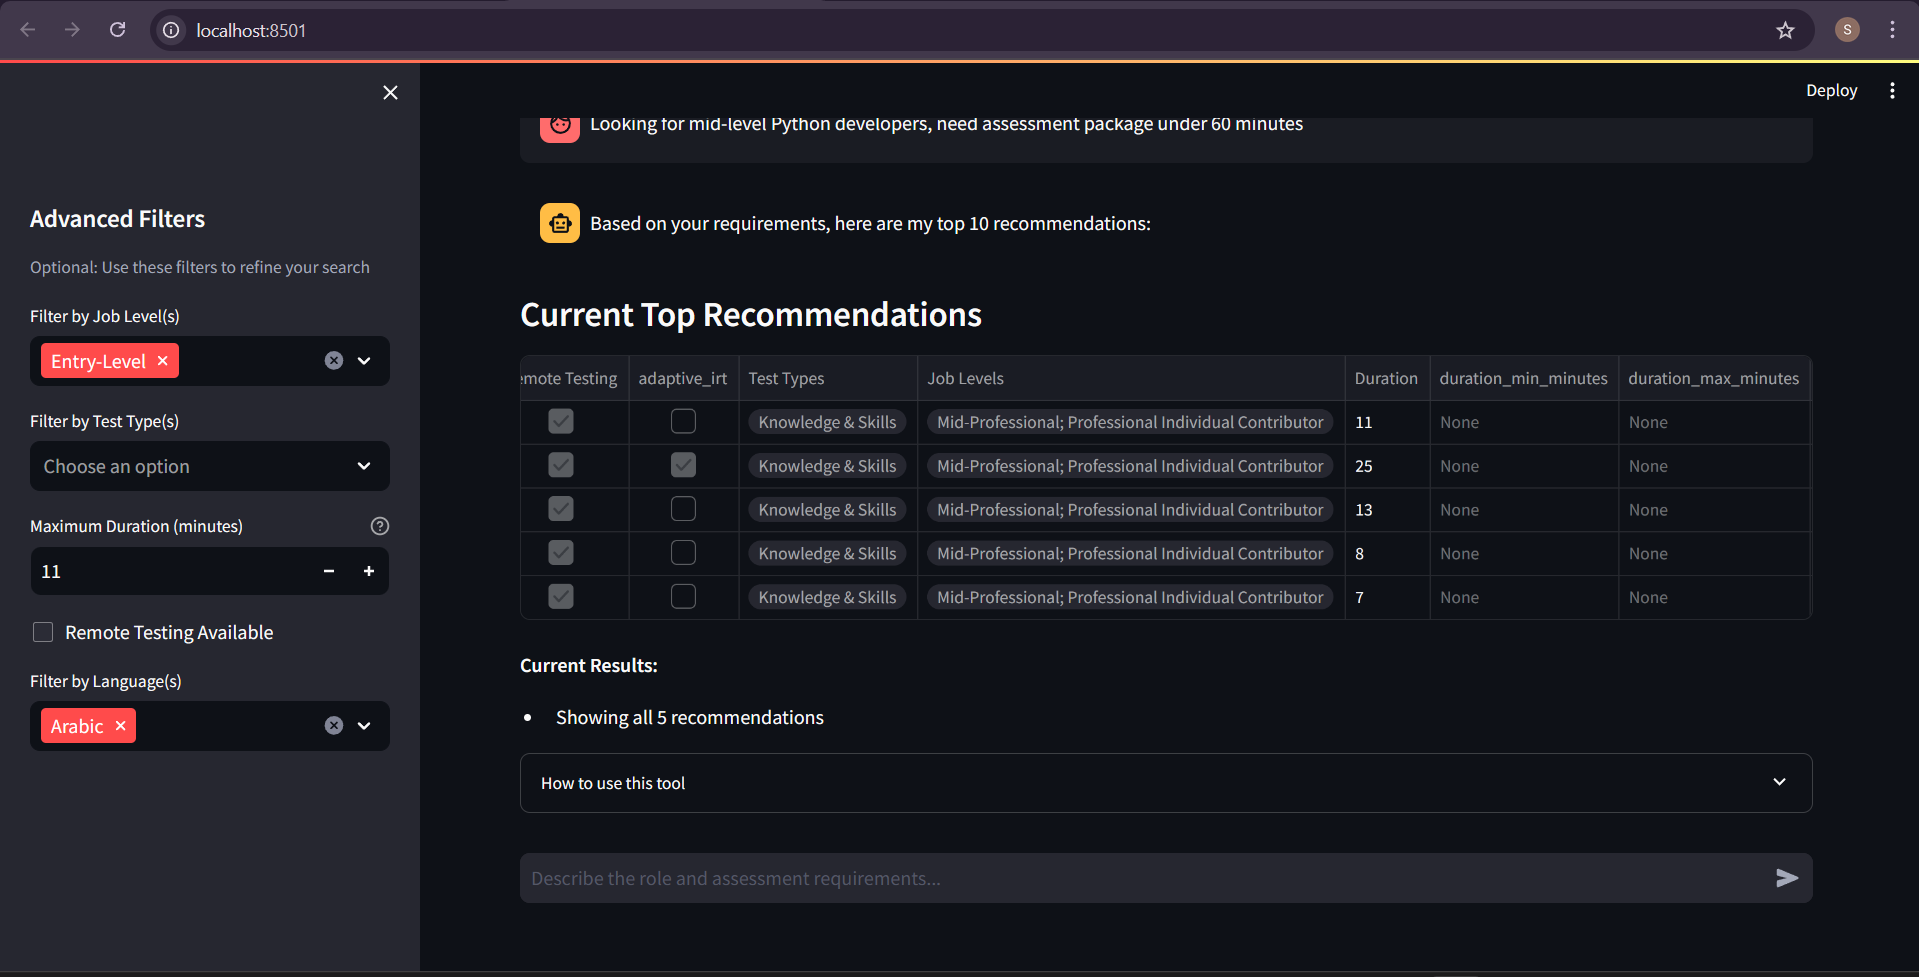 localhost:8501
S
Deploy
Advanced Filters
Optional: Use these filters to refine your search
Filter by Job Level(s)
Entry-Level
Filter by Test Type(s)
Choose an option
Maximum Duration (minutes)
11
Remote Testing Available
Filter by Language(s)
Arabic
Looking for mid-level Python developers, need assessment package under 60 minutes
Based on your requirements, here are my top 10 recommendations:
Current Top Recommendations
emote Testing adaptive_irt Test Types Job Levels Duration duration_min_minutes duration_max_minutes
Knowledge & Skills Mid-Professional; Professional Individual Contributor 11 None None
Knowledge & Skills Mid-Professional; Professional Individual Contributor 25 None None
Knowledge & Skills Mid-Professional; Professional Individual Contributor 13 None None
Knowledge & Skills Mid-Professional; Professional Individual Contributor 8 None None
Knowledge & Skills Mid-Professional; Professional Individual Contributor 7 None None
Current Results:
Showing all 5 recommendations
How to use this tool
Describe the role and assessment requirements...